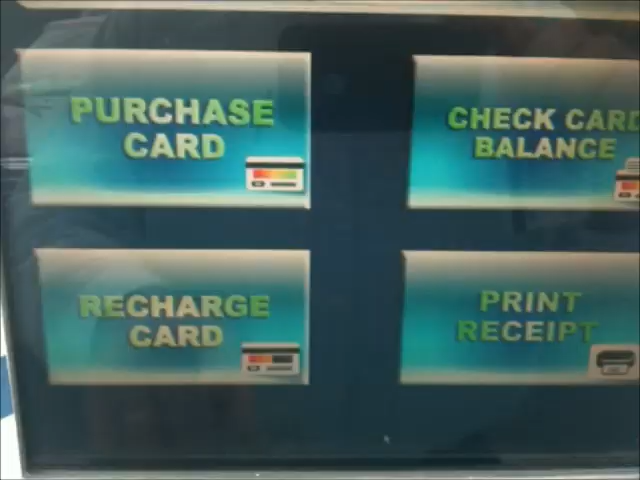 PURCHASE
CARD
CHECK CARD
BALANCE
RECHARGE
CARD
PRINT
RECEIPT